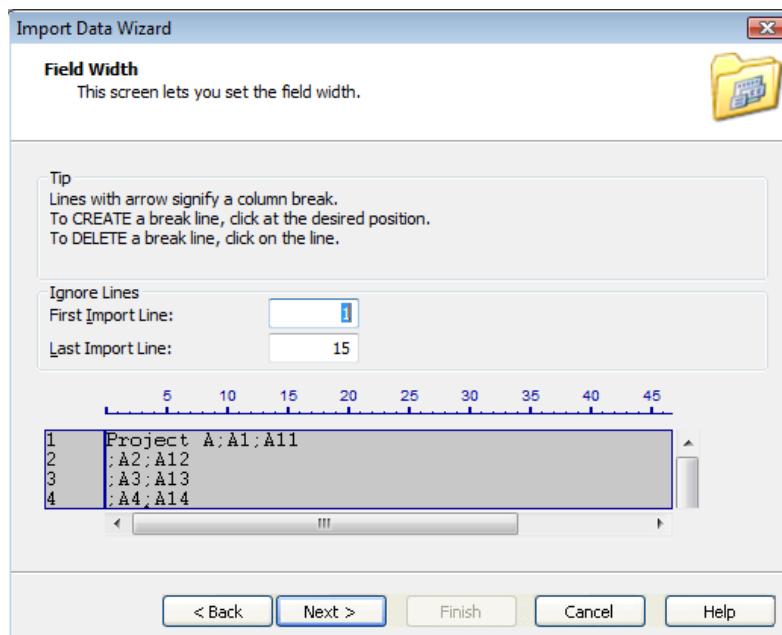 Import Data Wizard
Field Width
This screen lets you set the field width.
Tip
Lines with arrow signify a column break.
To CREATE a break line, click at the desired position.
To DELETE a break line, click on the line.
Ignore Lines
First Import Line: 1
Last Import Line: 15
5 10 15 20 25 30 35 40 45
1 Project A;A1;A11
2 ;A2;A12
3 ;A3;A13
4 ;A4;A14
< Back Next > Finish Cancel Help